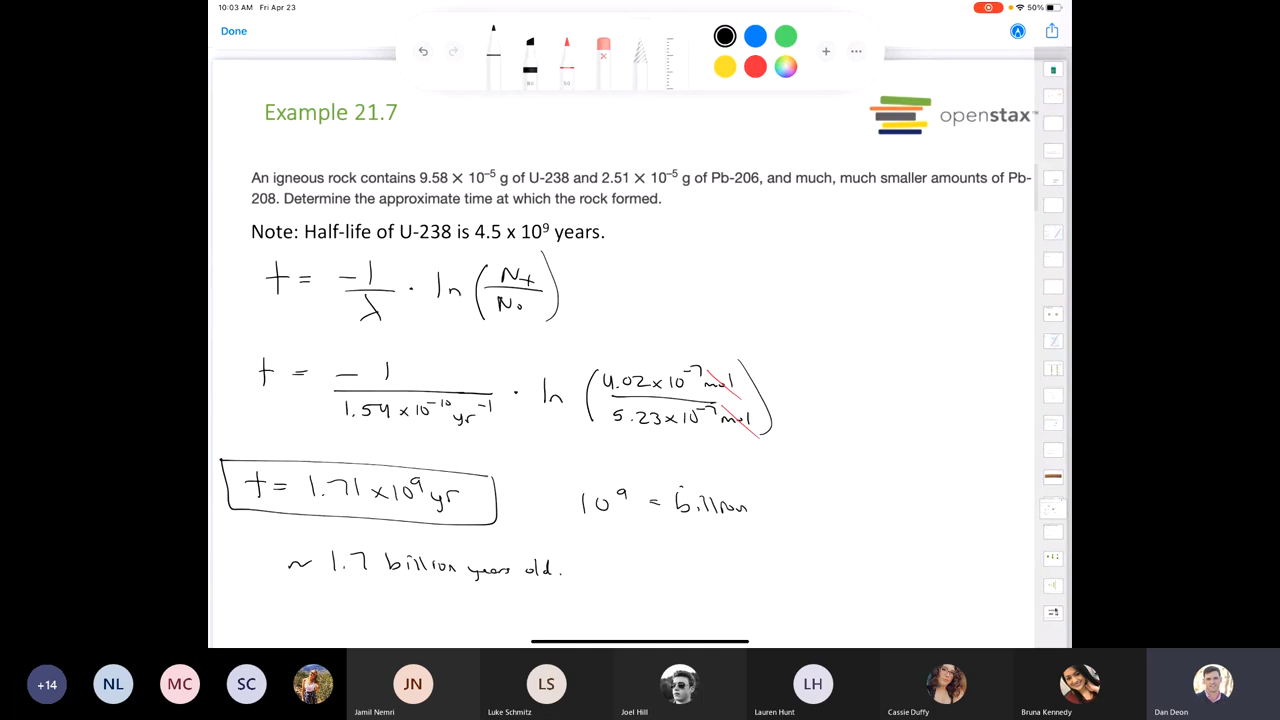 10:03 AM Fri Apr 23
50%
Done
Example 21.7
openstax™
An igneous rock contains 9.58 × 10⁻⁵ g of U-238 and 2.51 × 10⁻⁵ g of Pb-206, and much, much smaller amounts of Pb-
208. Determine the approximate time at which the rock formed.
Note: Half-life of U-238 is 4.5 x 10⁹ years.
t = -1/λ · ln (Nt/N₀)
t = -1/(1.54 x 10⁻¹⁰ yr⁻¹) · ln (4.02 x 10⁻⁷ mol / 5.23 x 10⁻⁷ mol)
t = 1.71 x 10⁹ yr
10⁹ = billion
~ 1.7 billion years old.
+14
NL
MC
SC
JN
Jamil Nemri
LS
Luke Schmitz
Joel Hill
LH
Lauren Hunt
Cassie Duffy
Bruna Kennedy
Dan Deon